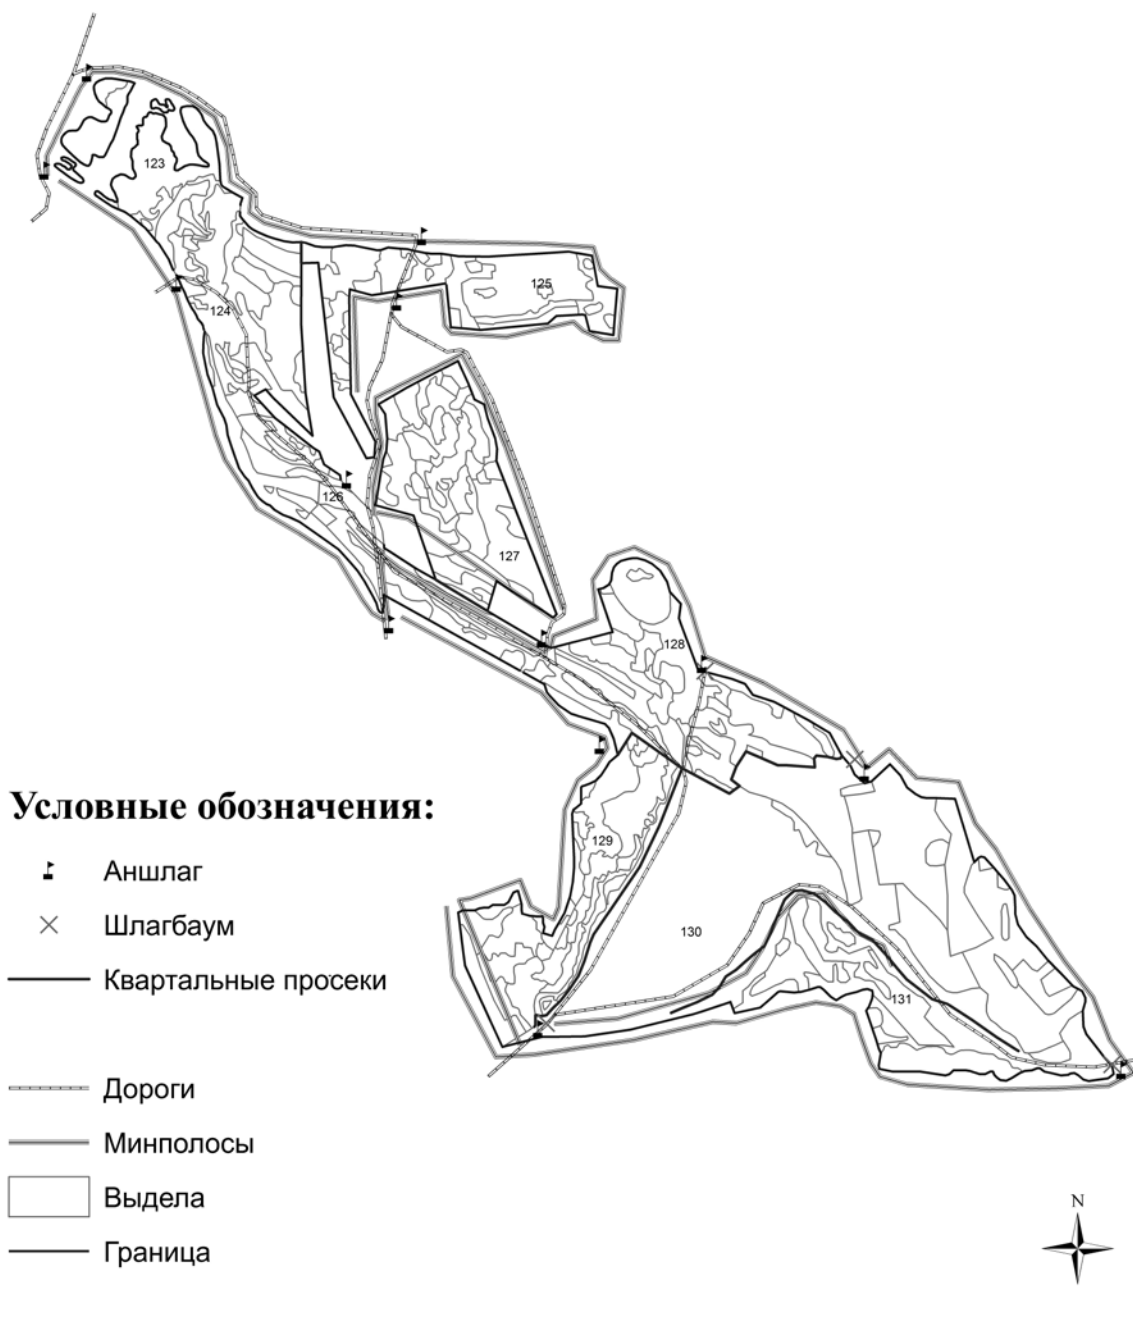 123
125
124
126
127
128
129
130
131
Условные обозначения:
Аншлаг
Шлагбаум
Квартальные просеки
Дороги
Минполосы
Выдела
Граница
N